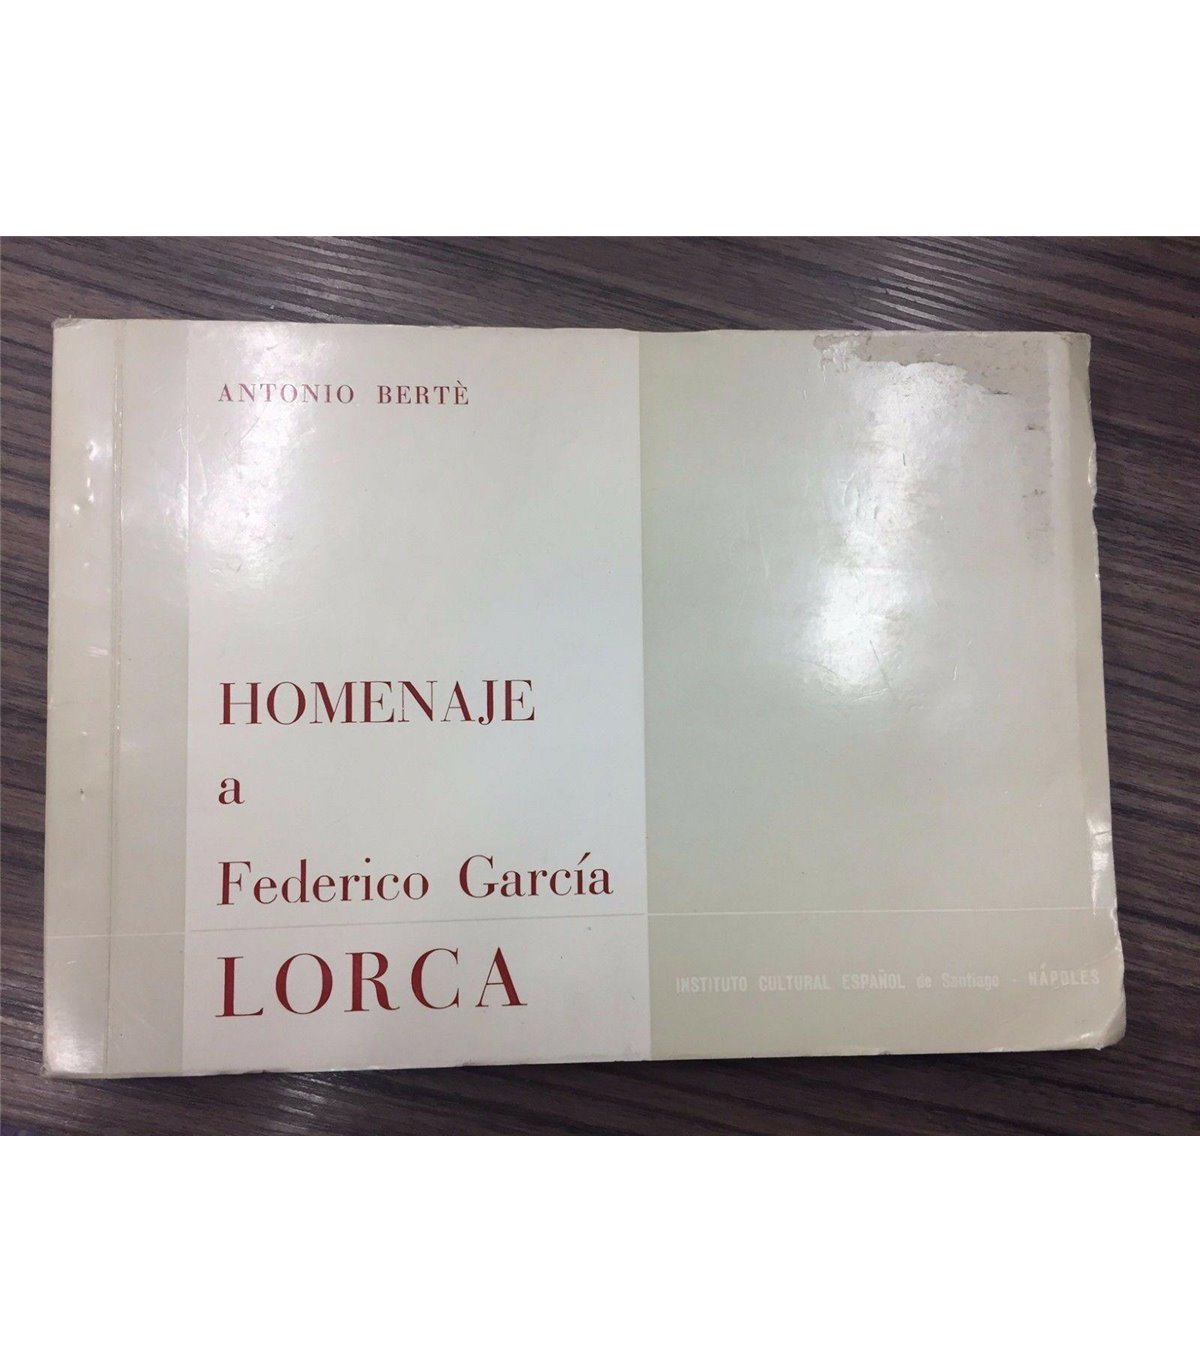 ANTONIO BERTÈ
HOMENAJE
a
Federico García
LORCA
INSTITUTO CULTURAL ESPAÑOL de Santiago - NÁPOLES